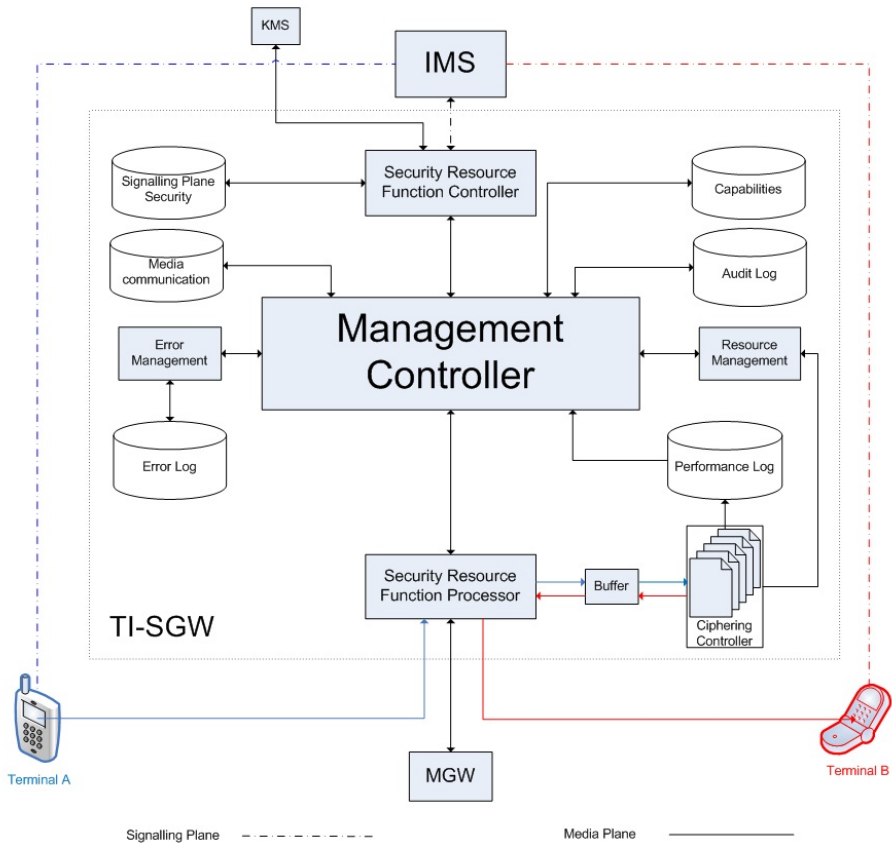 KMS
IMS
Security Resource
Function Controller
Signalling Plane
Security
Capabilities
Media
communication
Audit Log
Management
Controller
Error
Management
Resource
Management
Error Log
Performance Log
Security Resource
Function Processor
Buffer
Ciphering
Controller
TI-SGW
Terminal A
MGW
Terminal B
Signalling Plane
Media Plane